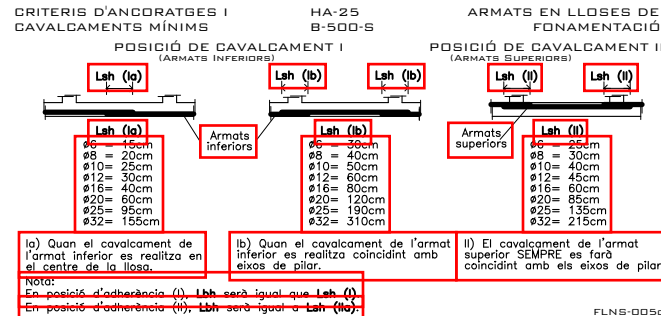 CRITERIS D'ANCORATGES I
CAVALCAMENTS MÍNIMS
HA-25
B-500-S
ARMATS EN LLOSES DE
FONAMENTACIÓ
POSICIÓ DE CAVALCAMENT I
(ARMATS INFERIORS)
POSICIÓ DE CAVALCAMENT II
(ARMATS SUPERIORS)
Lsh (Ia)
Lsh (Ib)
Lsh (Ib)
Lsh (II)
Lsh (II)
Armats
inferiors
Armats
superiors
Lsh (Ia)
ø6 = 15cm
ø8 = 20cm
ø10= 25cm
ø12= 30cm
ø16= 40cm
ø20= 60cm
ø25= 95cm
ø32= 155cm
Lsh (Ib)
ø6 = 30cm
ø8 = 40cm
ø10= 50cm
ø12= 60cm
ø16= 80cm
ø20= 120cm
ø25= 190cm
ø32= 310cm
Lsh (II)
ø6 = 25cm
ø8 = 30cm
ø10= 40cm
ø12= 45cm
ø16= 60cm
ø20= 85cm
ø25= 135cm
ø32= 215cm
Ia) Quan el cavalcament de
l'armat inferior es realitza en
el centre de la llosa.
Ib) Quan el cavalcament de l'armat
inferior es realitza coincidint amb
eixos de pilar.
II) El cavalcament de l'armat
superior SEMPRE es farà
coincidint amb els eixos de pilar
Nota:
En posició d'adherència (I), Lbh serà igual que Lsh (I).
En posició d'adherència (II), Lbh serà igual a Lsh (IIa).